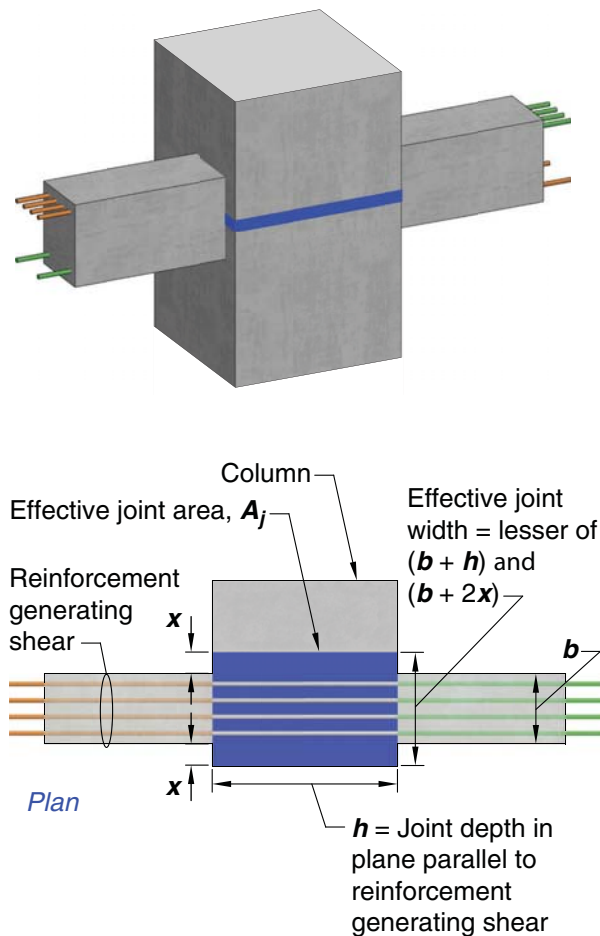 Column
Effective joint area, Aj
Effective joint
width = lesser of
(b + h) and
(b + 2x)
Reinforcement
generating
shear
x
b
x
Plan
h = Joint depth in
plane parallel to
reinforcement
generating shear